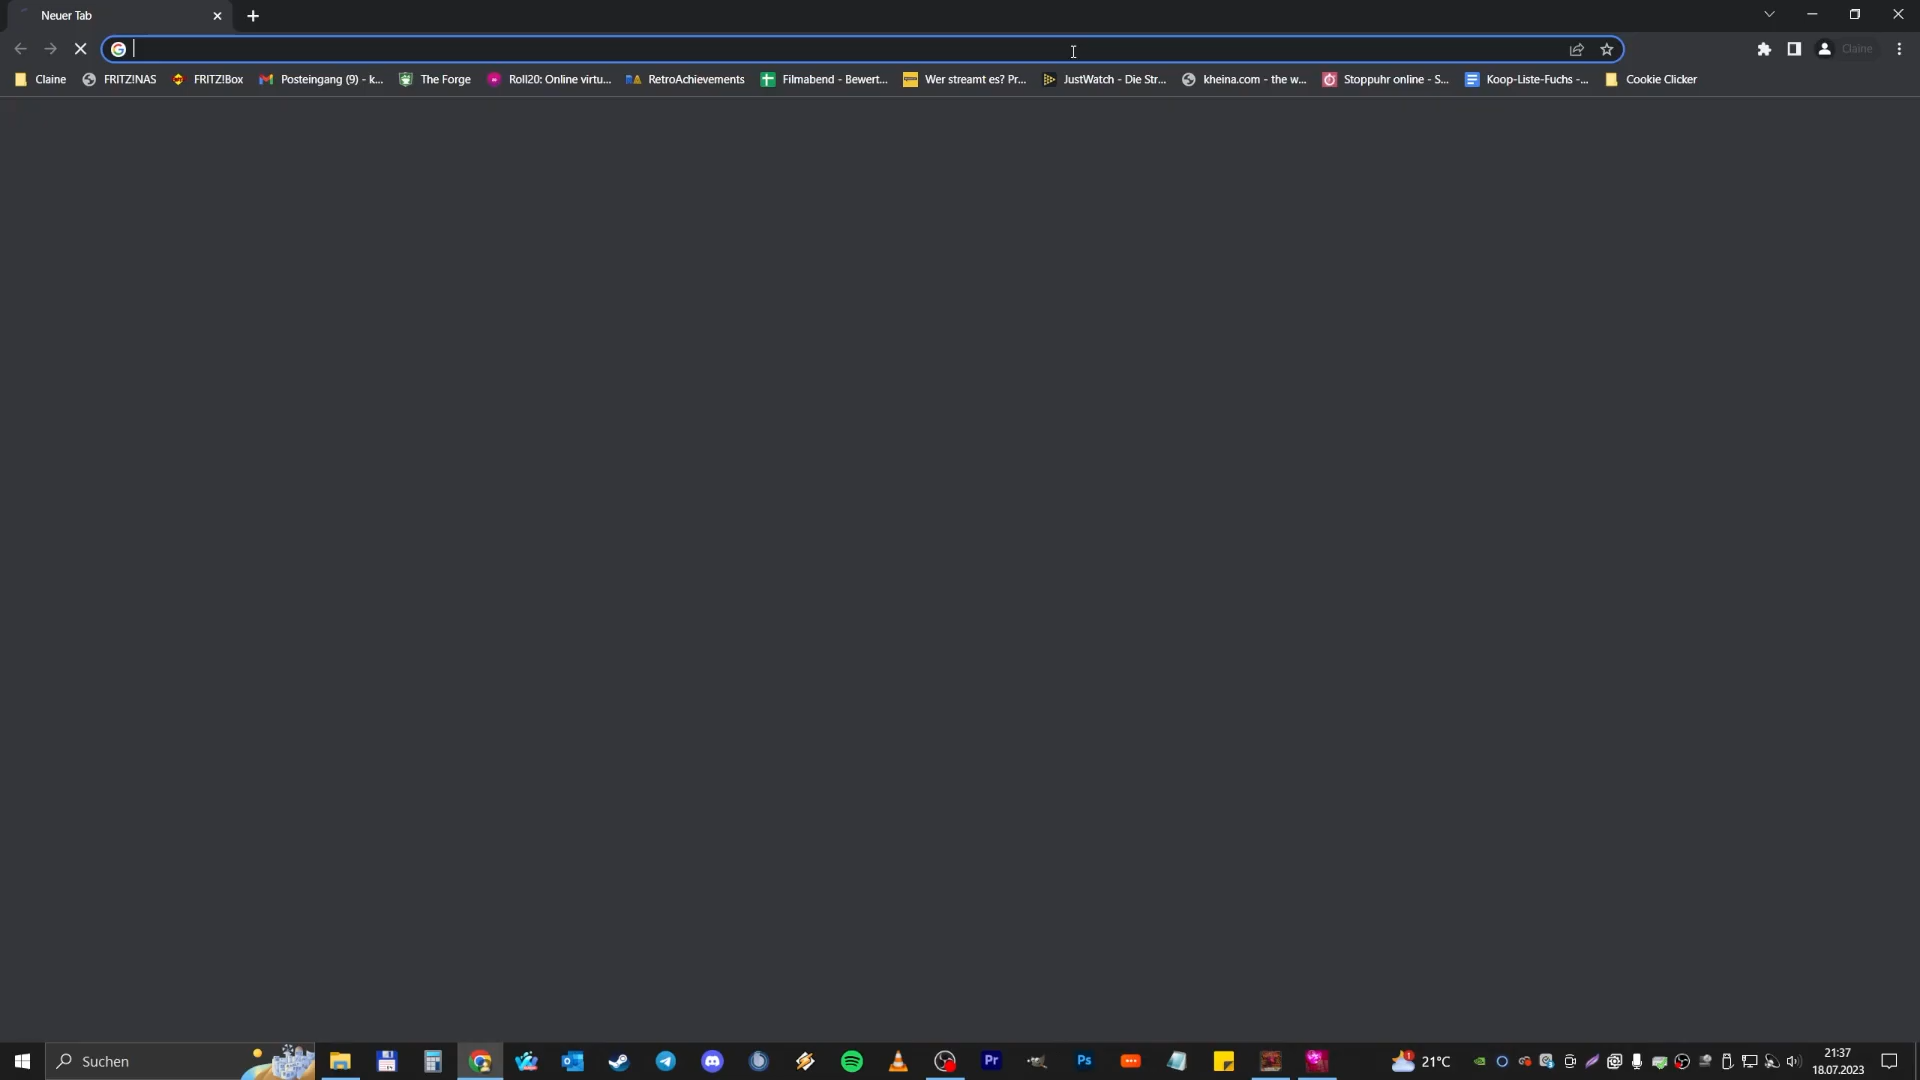 Neuer Tab
Claine
Claine
FRITZ!NAS
FRITZ!Box
Posteingang (9) - k...
The Forge
Roll20: Online virtu...
RetroAchievements
Filmabend - Bewert...
Wer streamt es? Pr...
JustWatch - Die Str...
kheina.com - the w...
Stoppuhr online - S...
Koop-Liste-Fuchs -...
Cookie Clicker
Suchen
Pr
Ps
21°C
21:37
18.07.2023